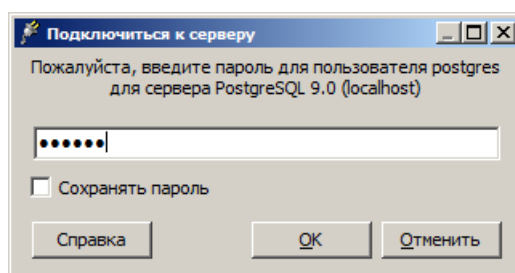 Подключиться к серверу
Пожалуйста, введите пароль для пользователя postgres
для сервера PostgreSQL 9.0 (localhost)
••••••
Сохранять пароль
Справка
OK
Отменить